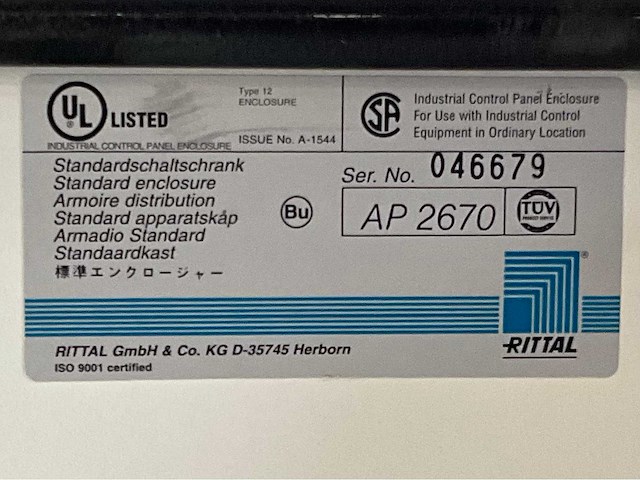 UL LISTED
Type 12
ENCLOSURE
INDUSTRIAL CONTROL PANEL ENCLOSURE
ISSUE No. A-1544
SA
Industrial Control Panel Enclosure
For Use with Industrial Control
Equipment in Ordinary Location
Standardschaltschrank
Standard enclosure
Armoire distribution
Standard apparatskåp
Armadio Standard
Standaardkast
標準エンクロージャー
Bu
Ser. No. 046679
AP 2670
TÜV
PRODUCT SERVICE
®
RITTAL
RITTAL GmbH & Co. KG D-35745 Herborn
ISO 9001 certified